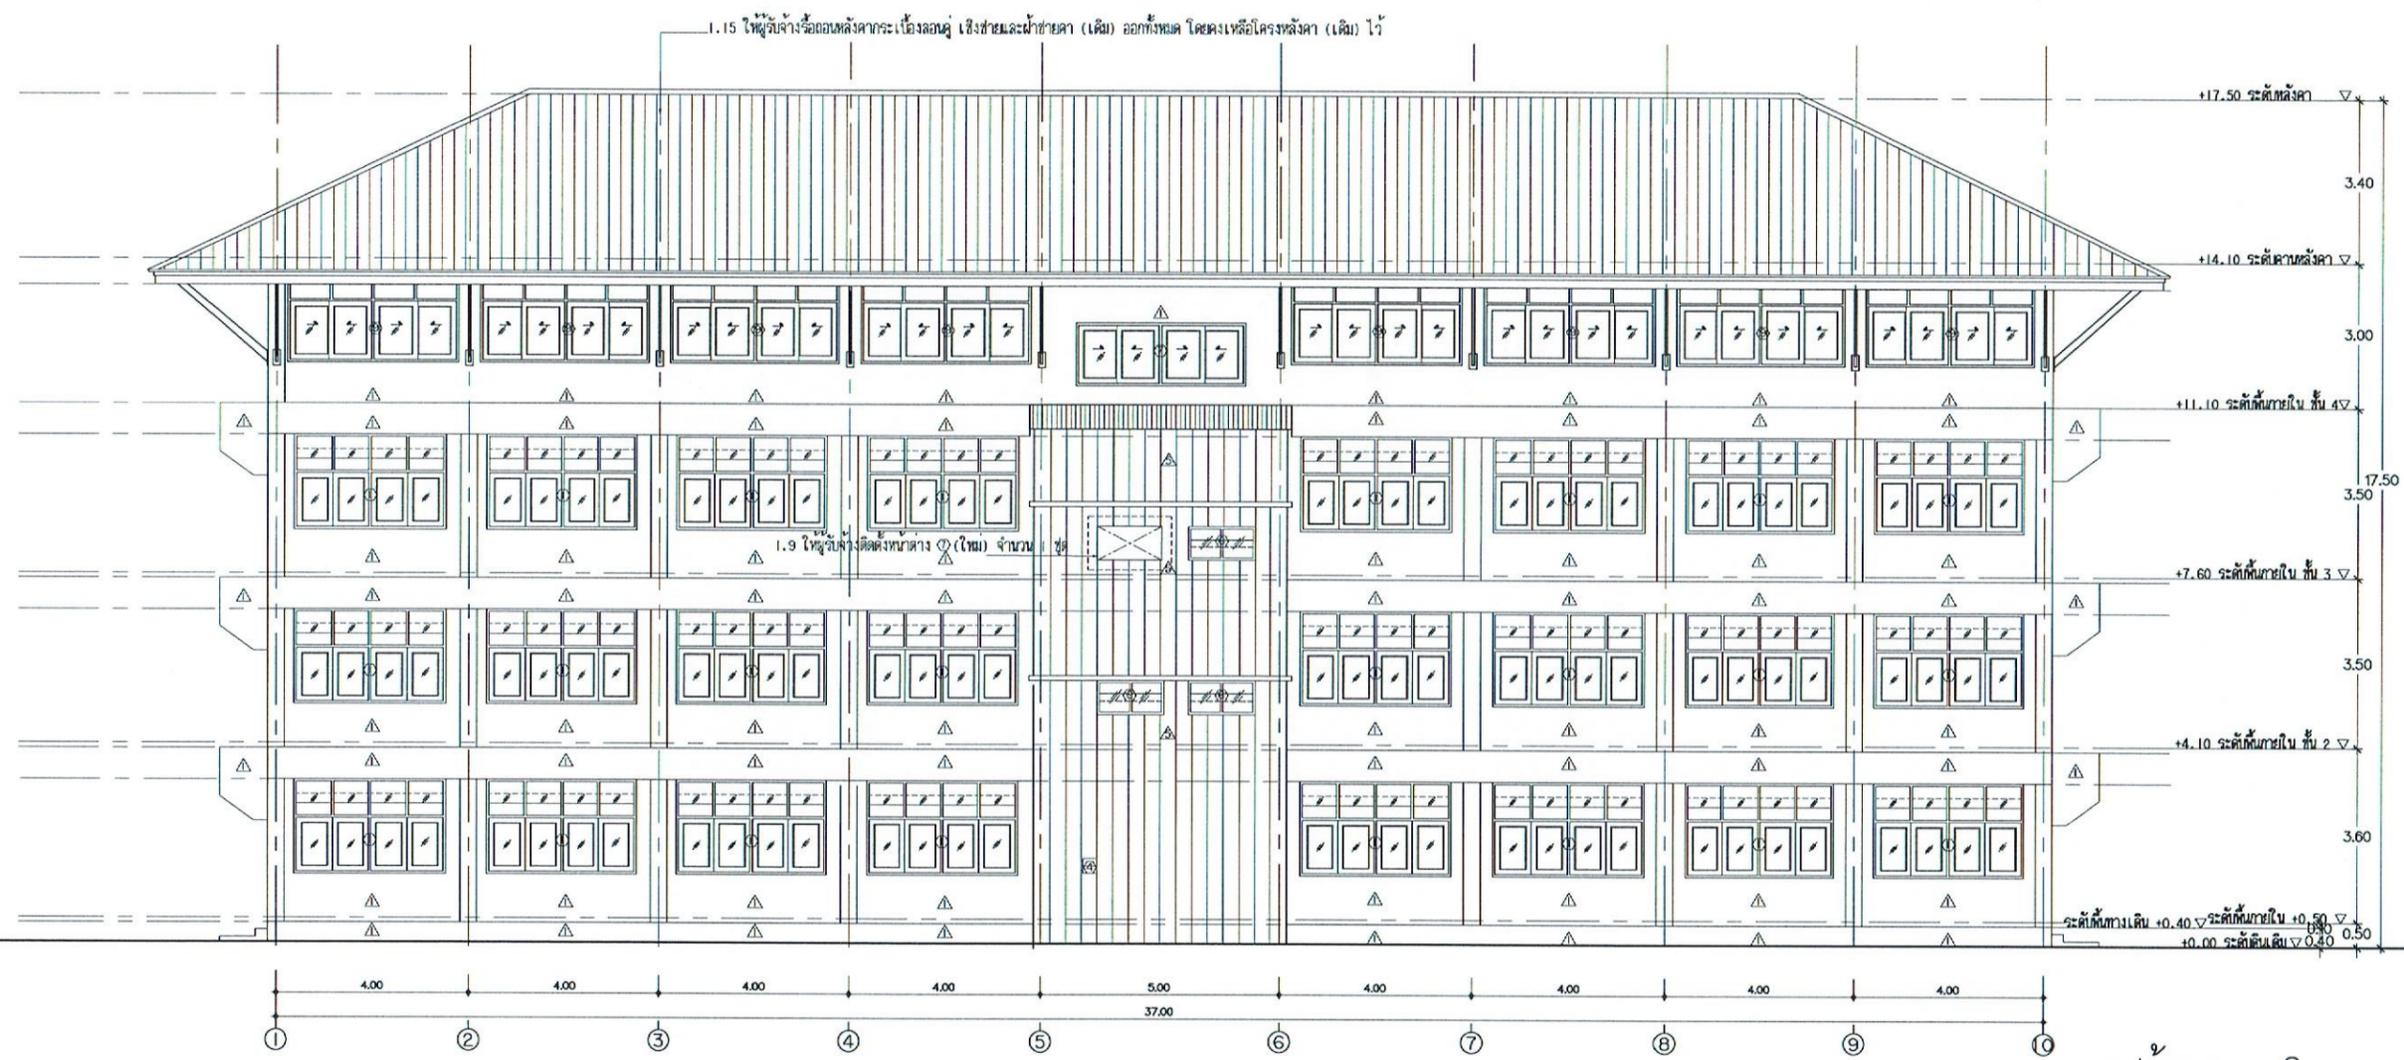 1.15 ให้ผู้รับจ้างรื้อถอนหลังคากระเบื้องลอนคู่ เชิงชายและฝ้าชายคา (เดิม) ออกทั้งหมด โดยคงเหลือโครงหลังคา (เดิม) ไว้
+17.50 ระดับหลังคา
3.40
+14.10 ระดับคานหลังคา
3.00
+11.10 ระดับพื้นภายใน ชั้น 4
3.50
17.50
1.9 ให้ผู้รับจ้างติดตั้งหน้าต่าง 7 (ใหม่) จำนวน 1 ชุด
+7.60 ระดับพื้นภายใน ชั้น 3
3.50
+4.10 ระดับพื้นภายใน ชั้น 2
3.60
ระดับพื้นทางเดิน +0.40
ระดับพื้นภายใน +0.50
0.50
+0.00 ระดับดินเดิม
0.40
4.00 4.00 4.00 4.00 5.00 4.00 4.00 4.00 4.00
37.00
1 2 3 4 5 6 7 8 9 10